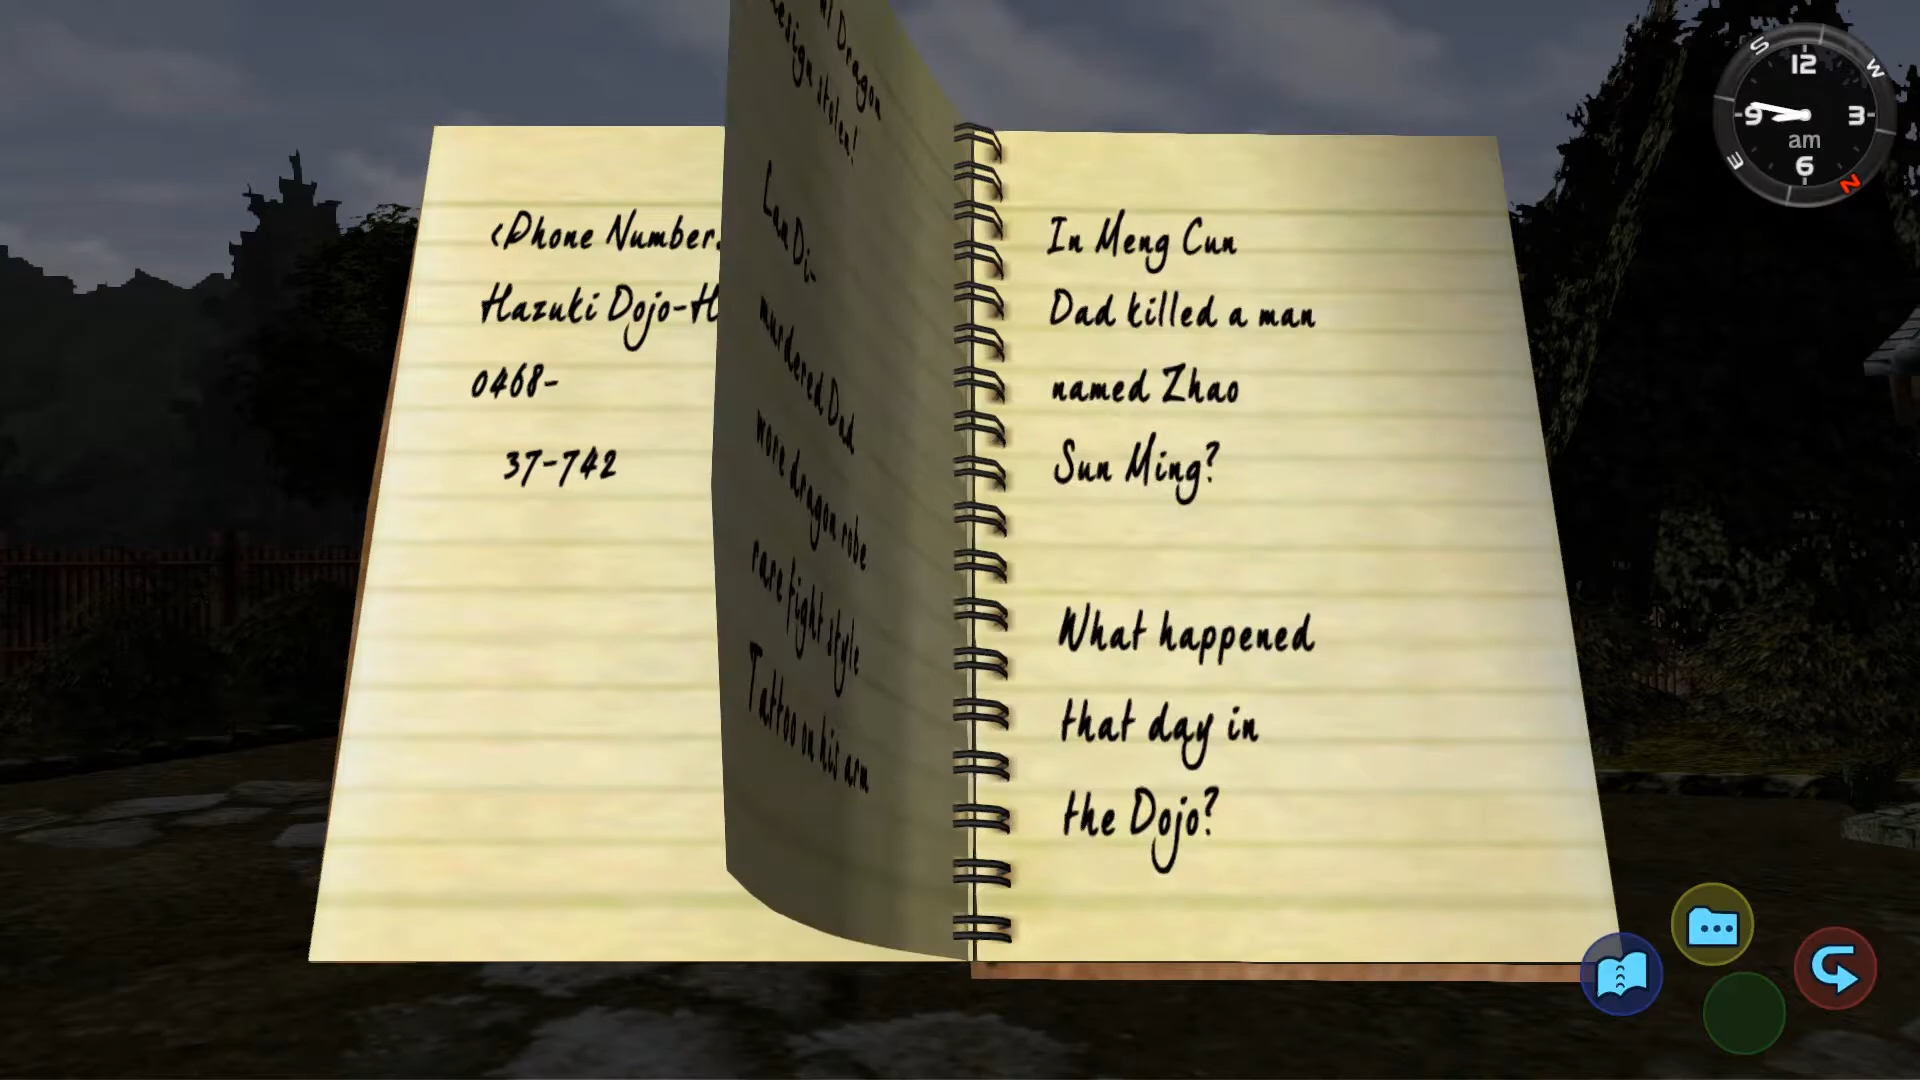 <Phone Number
Hazuki Dojo-H
0468-
37-742
Dragon
design stolen!
Lan Di-
murdered Dad
wore dragon robe
rare fight style
Tattoo on his arm
In Meng Cun
Dad killed a man
named Zhao
Sun Ming?
What happened
that day in
the Dojo?
S
W
E
N
12
9
3
am
6